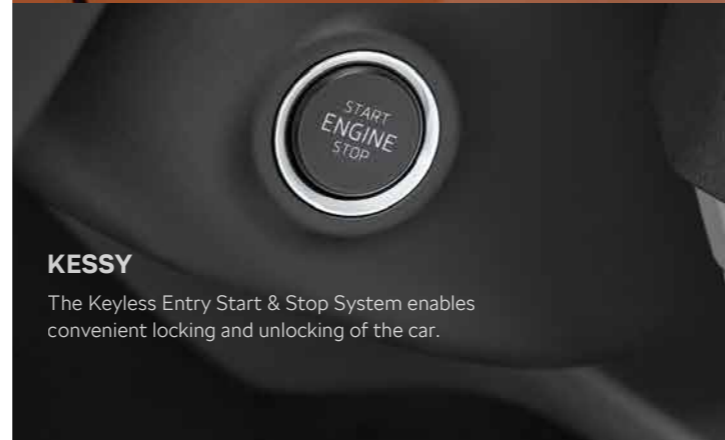 START
ENGINE
STOP
KESSY
The Keyless Entry Start & Stop System enables
convenient locking and unlocking of the car.